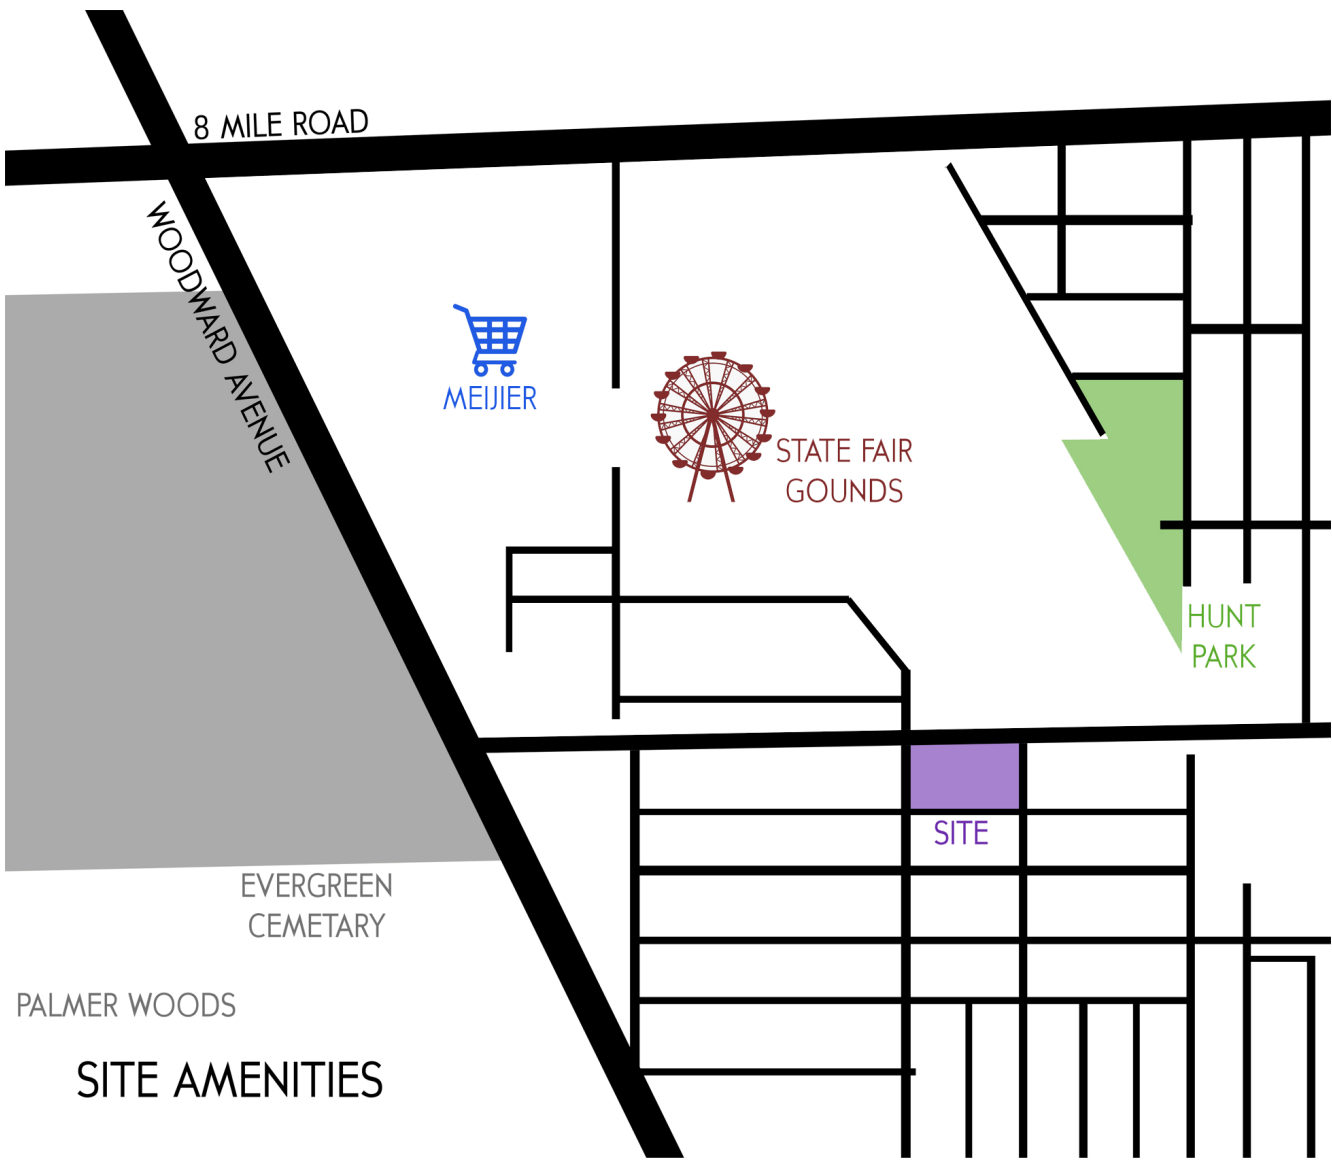 8 MILE ROAD
WOODWARD AVENUE
MEIJIER
STATE FAIR
GOUNDS
HUNT
PARK
SITE
EVERGREEN
CEMETARY
PALMER WOODS
SITE AMENITIES